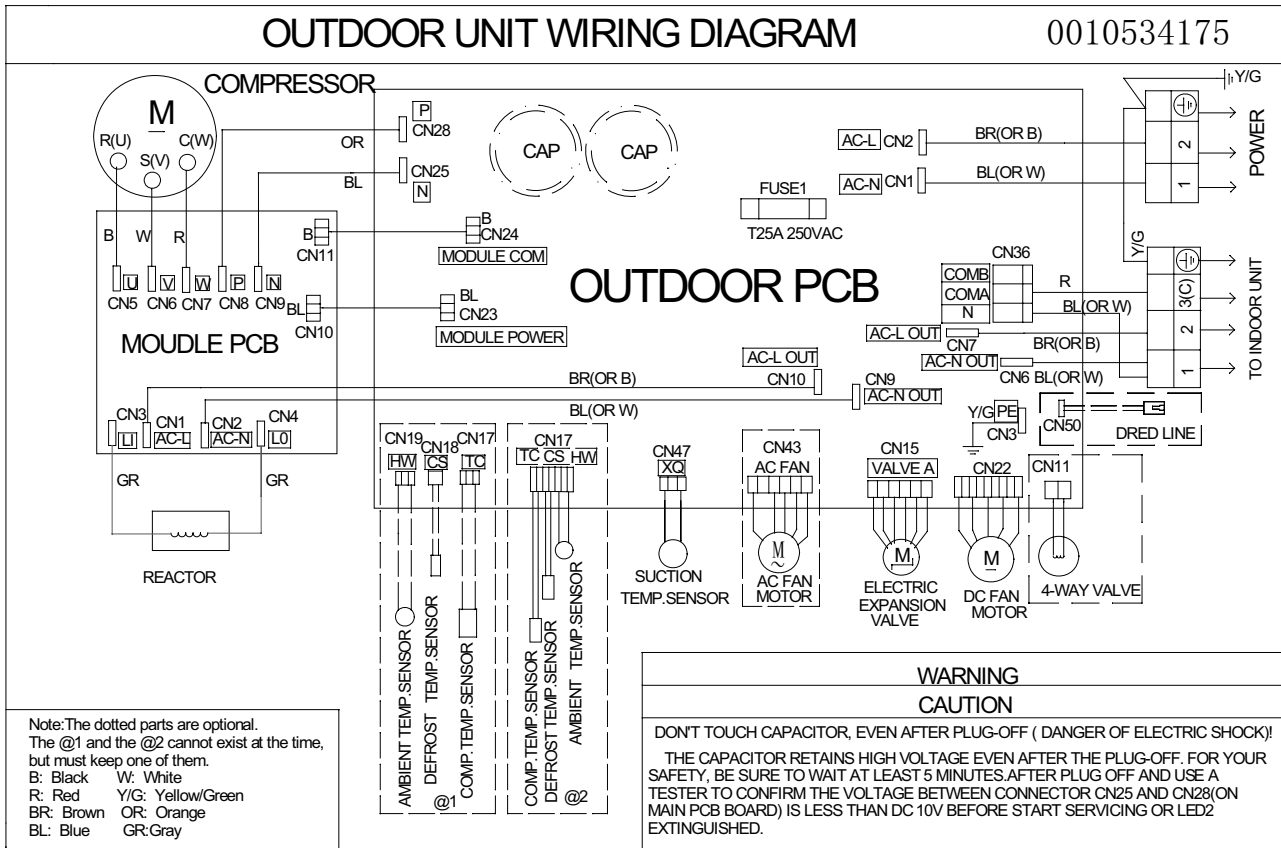 OUTDOOR UNIT WIRING DIAGRAM
0010534175
COMPRESSOR
M
R(U)
S(V)
C(W)
OR
BL
P
CN28
CN25
N
CAP
CAP
AC-L CN2
BR(OR B)
AC-N CN1
BL(OR W)
Y/G
2
1
POWER
FUSE1
T25A 250VAC
B
W
R
U
V
W
P
N
CN5
CN6
CN7
CN8
CN9
B
CN11
B
CN24
MODULE COM
BL
CN10
BL
CN23
MODULE POWER
MOUDLE PCB
OUTDOOR PCB
CN36
COMB
COMA
N
R
BL(OR W)
Y/G
AC-L OUT
CN7
BR(OR B)
AC-N OUT
CN6 BL(OR W)
3(C)
2
1
TO INDOOR UNIT
AC-L OUT
CN10
CN9
AC-N OUT
BR(OR B)
BL(OR W)
CN3
LI
CN1
AC-L
CN2
AC-N
CN4
L0
GR
GR
REACTOR
Y/G PE
CN3
CN50
DRED LINE
CN19
HW
CN18
CS
CN17
TC
CN17
TC CS HW
CN47
XQ
CN43
AC FAN
CN15
VALVE A
CN22
CN11
AMBIENT TEMP.SENSOR
DEFROST TEMP.SENSOR
COMP.TEMP.SENSOR
@1
COMP.TEMP.SENSOR
DEFROST TEMP.SENSOR
AMBIENT TEMP.SENSOR
@2
SUCTION
TEMP.SENSOR
M
~
AC FAN
MOTOR
M
ELECTRIC
EXPANSION
VALVE
M
DC FAN
MOTOR
4-WAY VALVE
Note:The dotted parts are optional.
The @1 and the @2 cannot exist at the time,
but must keep one of them.
B: Black W: White
R: Red Y/G: Yellow/Green
BR: Brown OR: Orange
BL: Blue GR:Gray
WARNING
CAUTION
DON'T TOUCH CAPACITOR, EVEN AFTER PLUG-OFF ( DANGER OF ELECTRIC SHOCK)!
THE CAPACITOR RETAINS HIGH VOLTAGE EVEN AFTER THE PLUG-OFF. FOR YOUR
SAFETY, BE SURE TO WAIT AT LEAST 5 MINUTES.AFTER PLUG OFF AND USE A
TESTER TO CONFIRM THE VOLTAGE BETWEEN CONNECTOR CN25 AND CN28(ON
MAIN PCB BOARD) IS LESS THAN DC 10V BEFORE START SERVICING OR LED2
EXTINGUISHED.